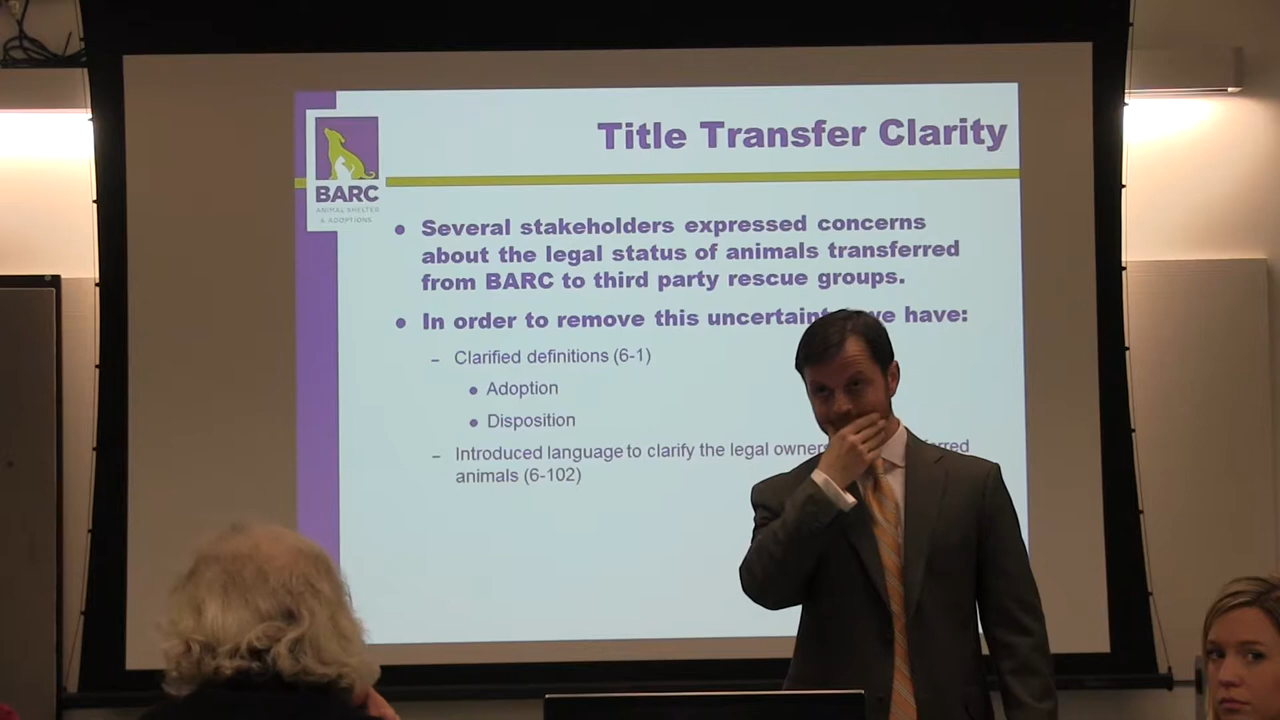 Title Transfer Clarity
BARC
ANIMAL SHELTER
& ADOPTIONS
• Several stakeholders expressed concerns
about the legal status of animals transferred
from BARC to third party rescue groups.
• In order to remove this we have:
– Clarified definitions (6-1)
• Adoption
• Disposition
– Introduced language to clarify the legal
animals (6-102)